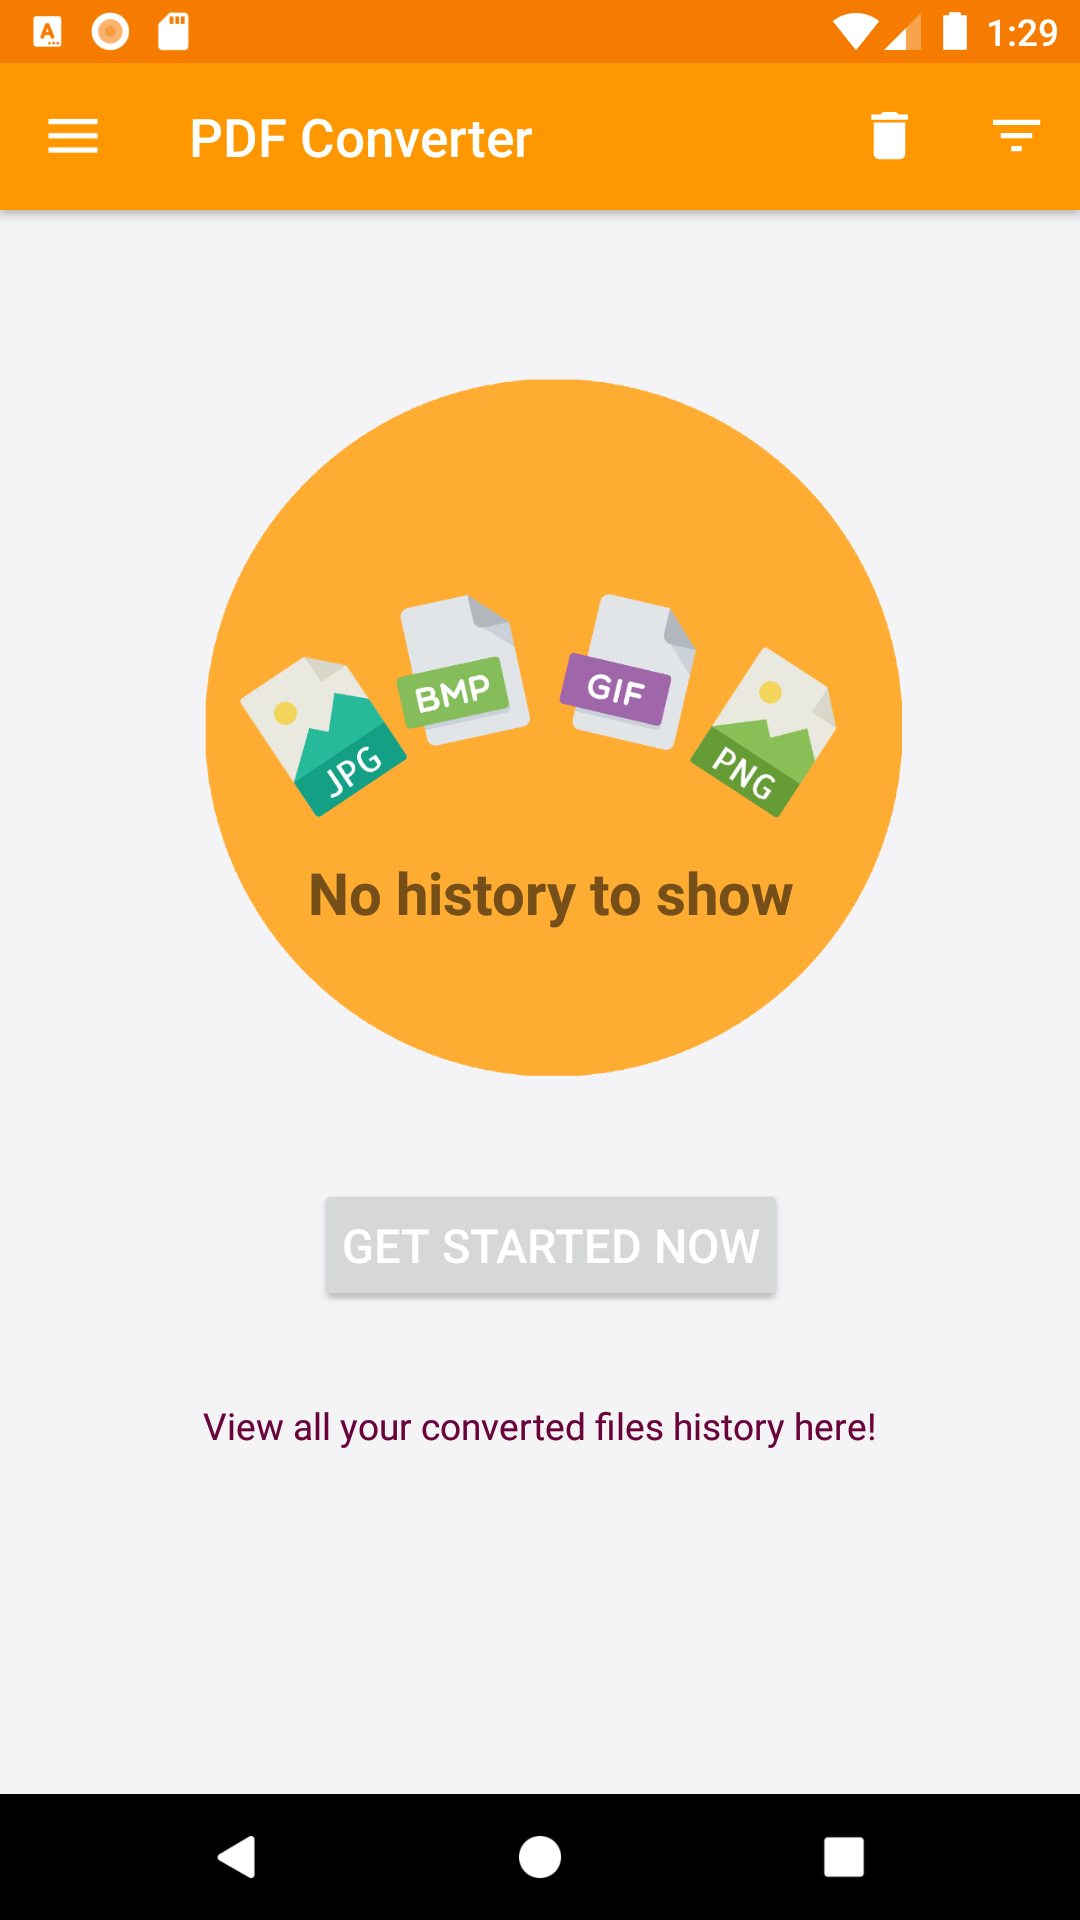 1:29
PDF Converter
JPG
BMP
GIF
PNG
No history to show
GET STARTED NOW
View all your converted files history here!